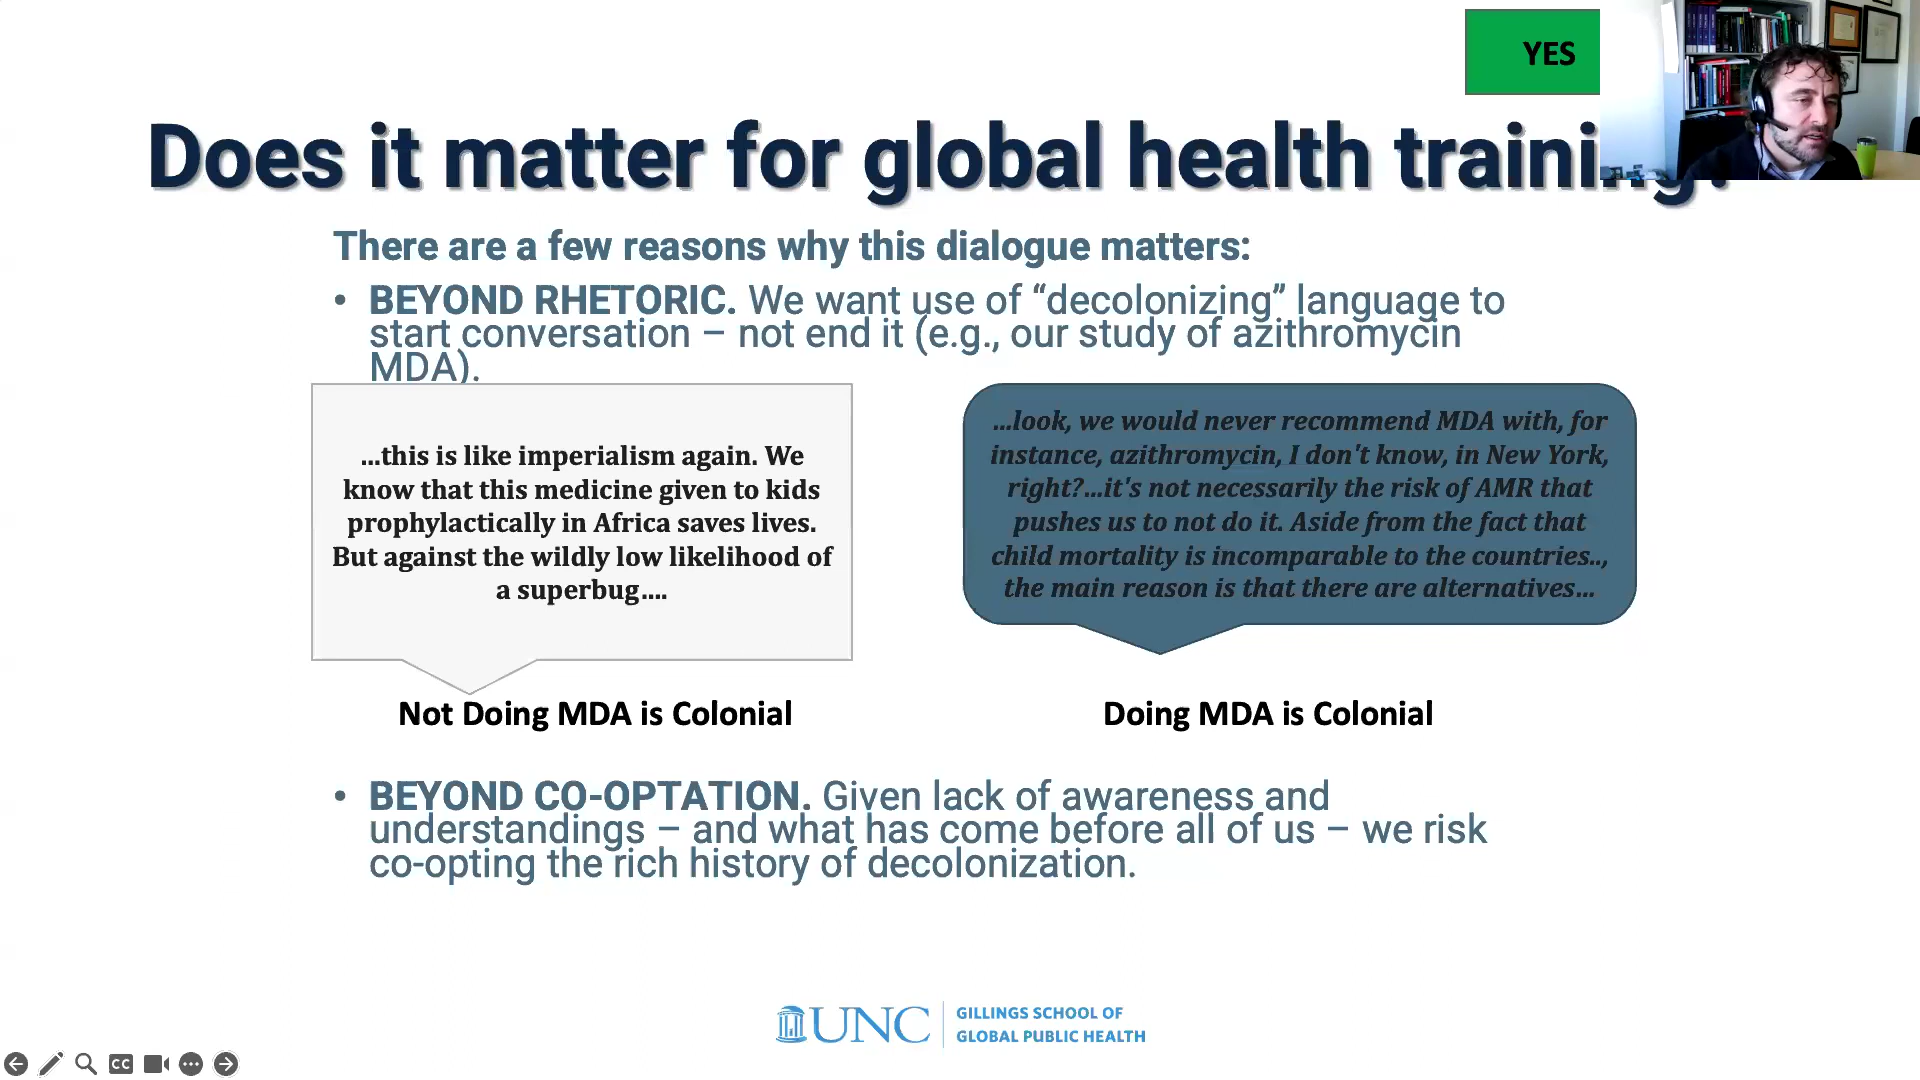 YES
Does it matter for global health training?
There are a few reasons why this dialogue matters:
• BEYOND RHETORIC. We want use of “decolonizing” language to
start conversation – not end it (e.g., our study of azithromycin
MDA).
...this is like imperialism again. We
know that this medicine given to kids
prophylactically in Africa saves lives.
But against the wildly low likelihood of
a superbug....
Not Doing MDA is Colonial
...look, we would never recommend MDA with, for
instance, azithromycin, I don't know, in New York,
right?...it's not necessarily the risk of AMR that
pushes us to not do it. Aside from the fact that
child mortality is incomparable to the countries..,
the main reason is that there are alternatives...
Doing MDA is Colonial
• BEYOND CO-OPTATION. Given lack of awareness and
understandings – and what has come before all of us – we risk
co-opting the rich history of decolonization.
UNC
GILLINGS SCHOOL OF
GLOBAL PUBLIC HEALTH
CC